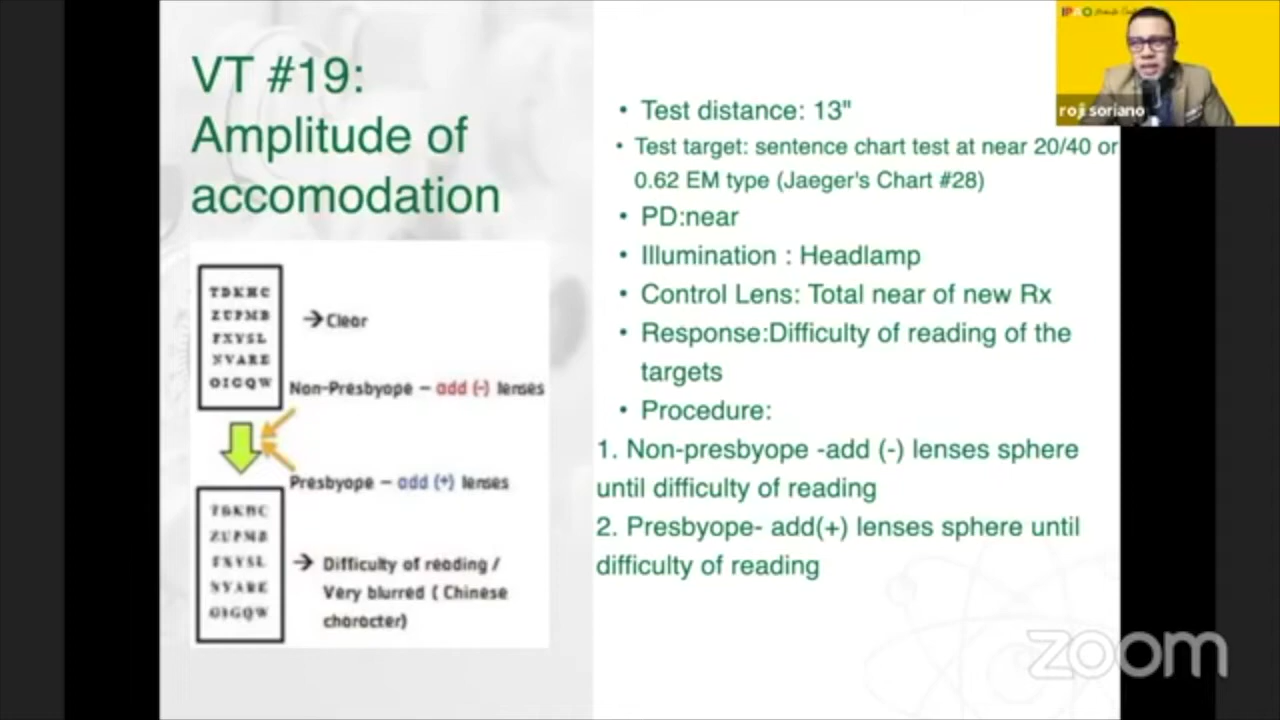 VT #19:
Amplitude of
accomodation
TDKHC
ZUPMB
FXYSL
NVARE
OIGQW
→Clear
Non-Presbyope – add (-) lenses
Presbyope – add (+) lenses
TDKHC
ZUPMB
FXYSL
NVARE
OIGQW
→ Difficulty of reading /
Very blurred ( Chinese
character)
• Test distance: 13"
• Test target: sentence chart test at near 20/40 or
0.62 EM type (Jaeger's Chart #28)
• PD:near
• Illumination : Headlamp
• Control Lens: Total near of new Rx
• Response:Difficulty of reading of the
targets
• Procedure:
1. Non-presbyope -add (-) lenses sphere
until difficulty of reading
2. Presbyope- add(+) lenses sphere until
difficulty of reading
roji soriano
zoom